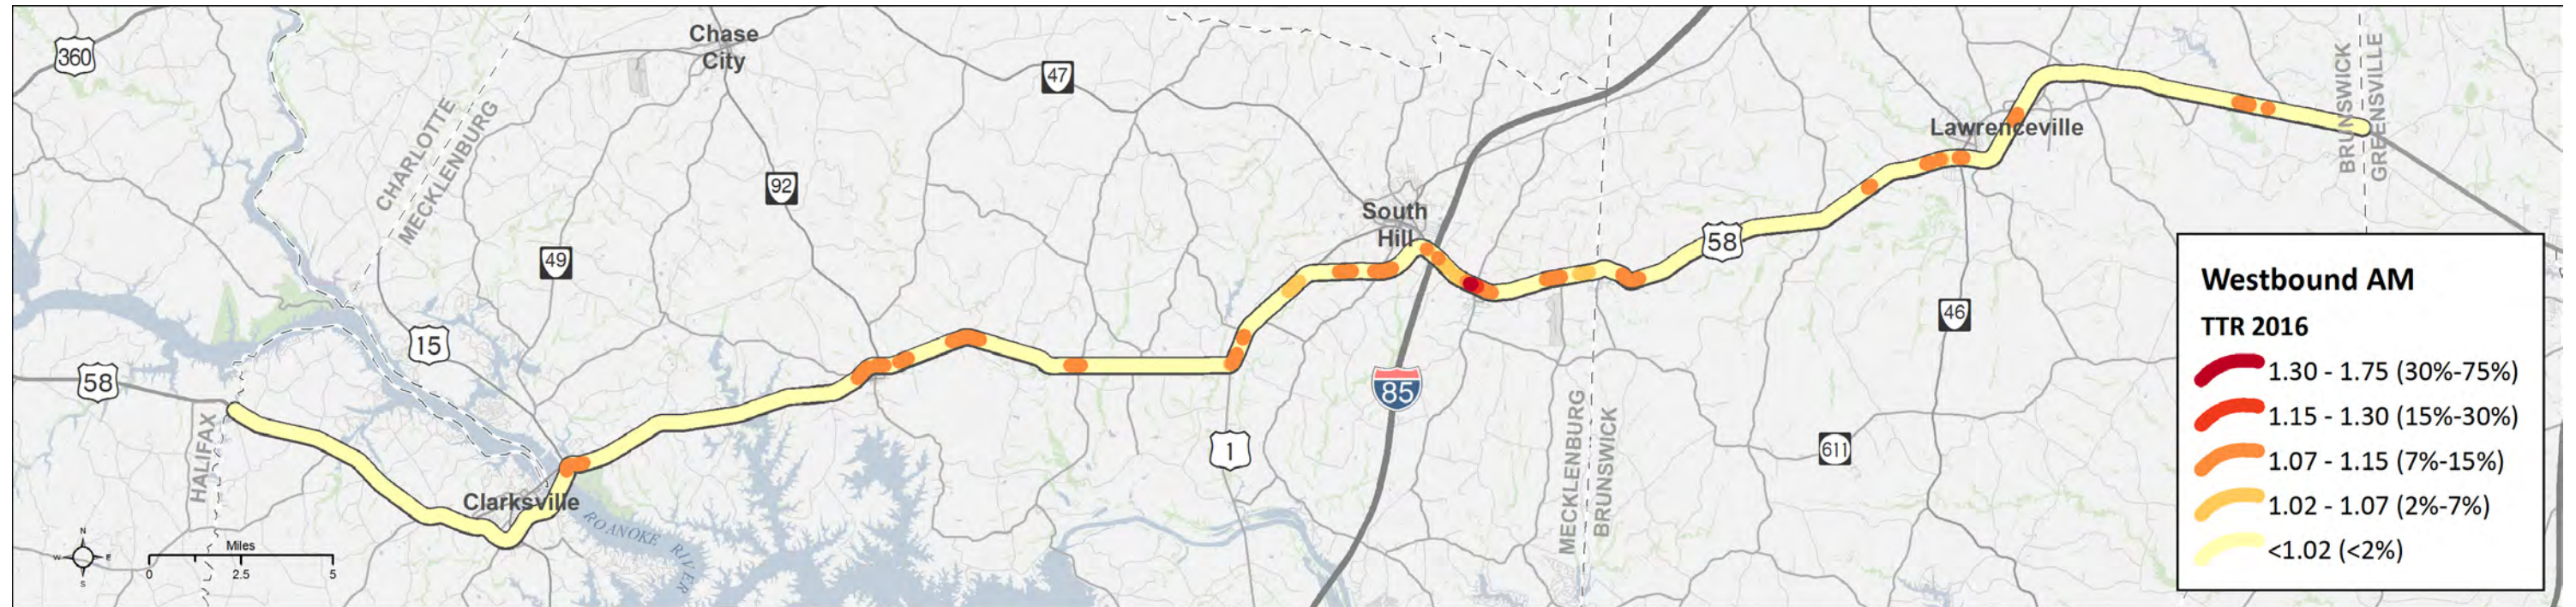 360
Chase
City
47
CHARLOTTE
MECKLENBURG
BRUNSWICK
GREENSVILLE
Lawrenceville
92
South
Hill
58
49
15
58
HALIFAX
Clarksville
ROANOKE RIVER
1
85
MECKLENBURG
BRUNSWICK
46
611
N
W
E
S
Miles
0
2.5
5
Westbound AM
TTR 2016
1.30 - 1.75 (30%-75%)
1.15 - 1.30 (15%-30%)
1.07 - 1.15 (7%-15%)
1.02 - 1.07 (2%-7%)
<1.02 (<2%)